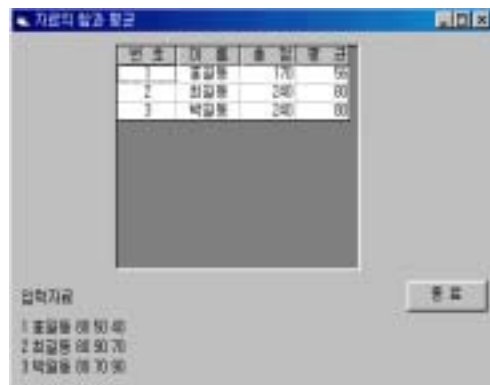 자료의 합과 평균
번 호 이 름 총 점 평 균
1 홍길동 170 56
2 최길동 240 80
3 박길동 240 80
입력자료
종 료
1 홍길동 80 50 40
2 최길동 80 90 70
3 박길동 80 70 90